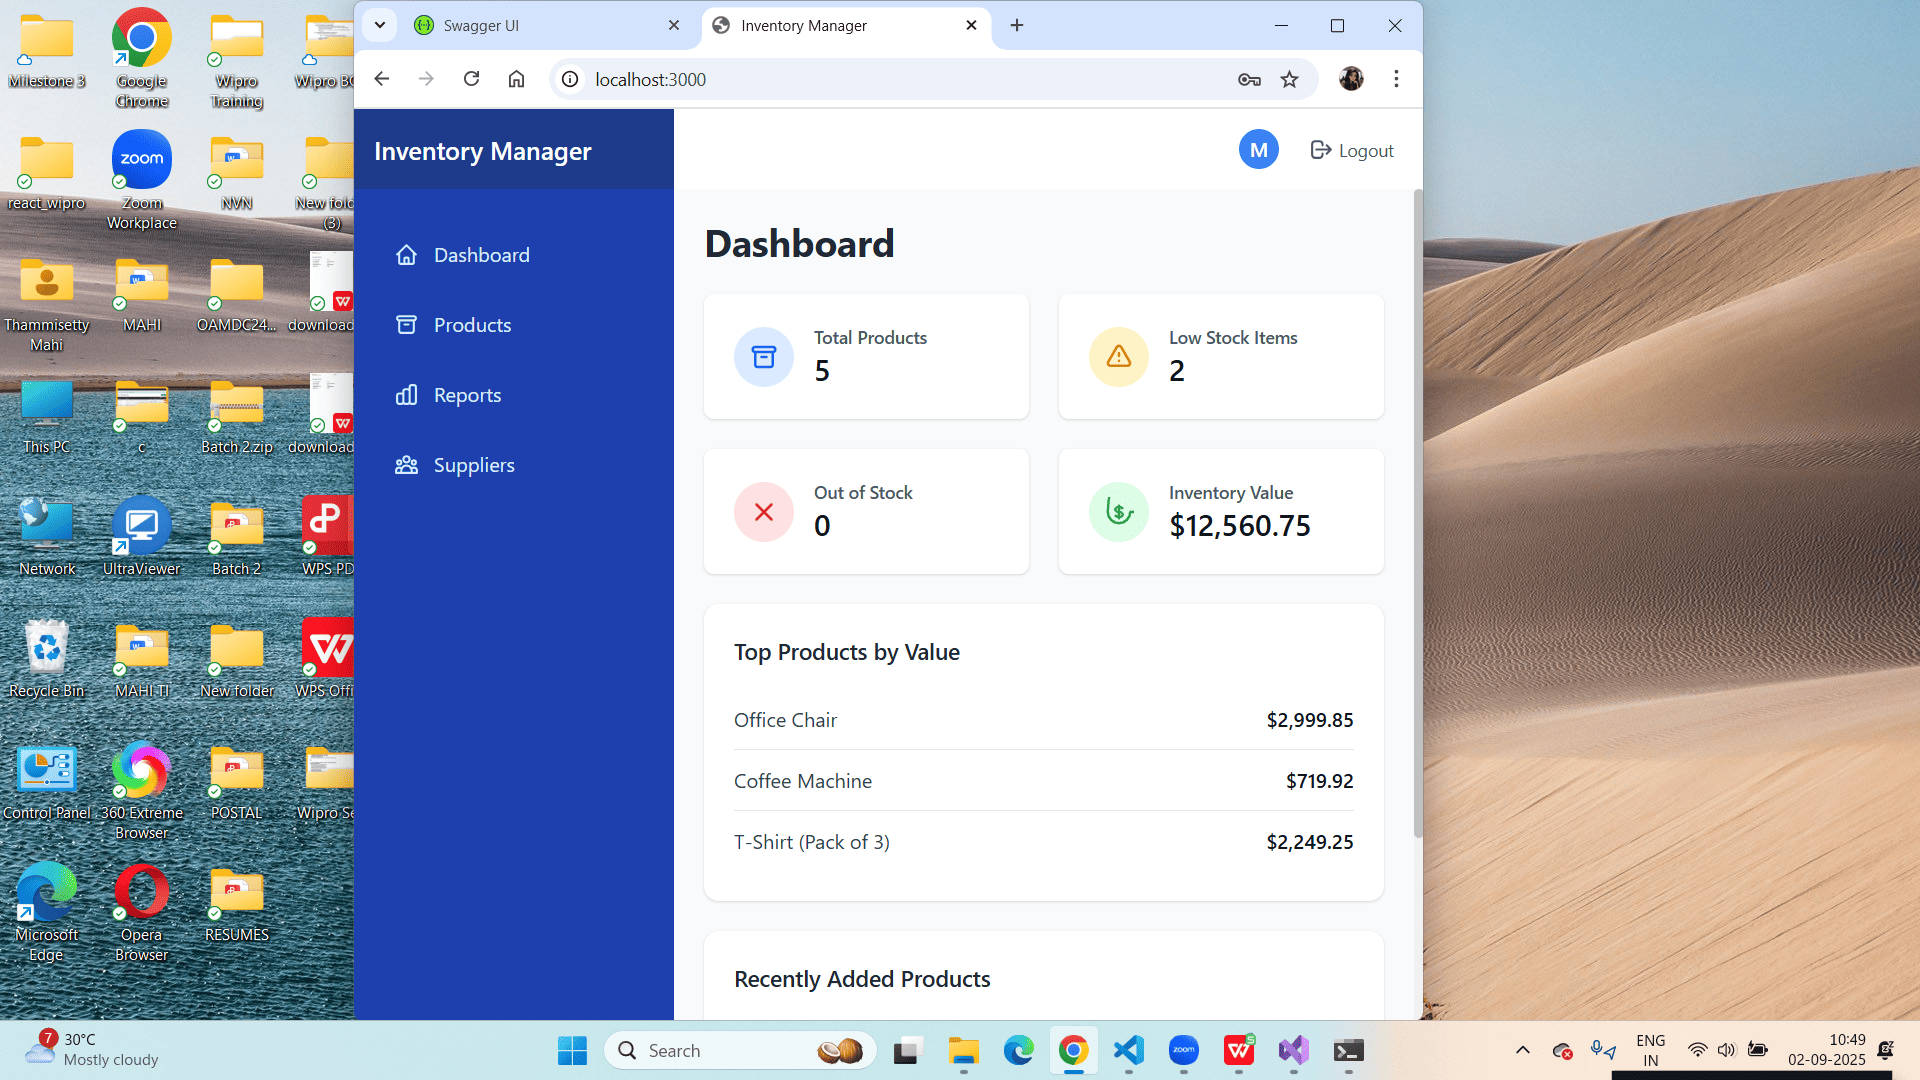 Milestone 3
Google
Chrome
Wipro
Training
react_wipro
zoom
Zoom
Workplace
NVN
New fold
(3)
Thammisetty
Mahi
MAHI
OAMDC24...
download
This PC
c
Batch 2.zip
download
Network
UltraViewer
Batch 2
WPS PD
Recycle Bin
MAHI TI
New folder
WPS Offi
Control Panel
360 Extreme
Browser
POSTAL
Wipro Se
Microsoft
Edge
Opera
Browser
RESUMES
Swagger UI
Inventory Manager
localhost:3000
Inventory Manager
M
Logout
Dashboard
Products
Reports
Suppliers
Dashboard
Total Products
5
Low Stock Items
2
Out of Stock
0
Inventory Value
$12,560.75
Top Products by Value
Office Chair $2,999.85
Coffee Machine $719.92
T-Shirt (Pack of 3) $2,249.25
Recently Added Products
7
30°C
Mostly cloudy
Search
zoom
ENG
IN
10:49
02-09-2025